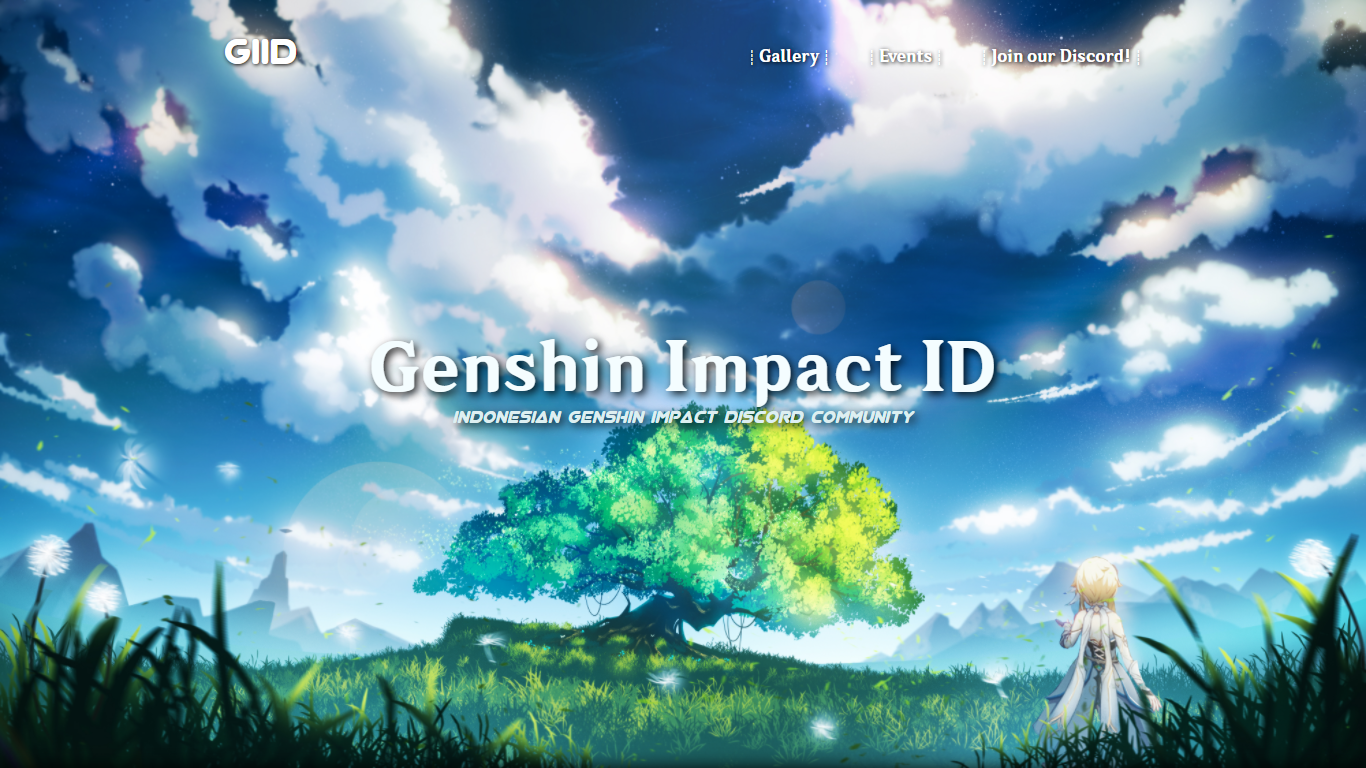 GIID
┊ Gallery ┊ ┊ Events ┊ ┊ Join our Discord! ┊
Genshin Impact ID
INDONESIAN GENSHIN IMPACT DISCORD COMMUNITY